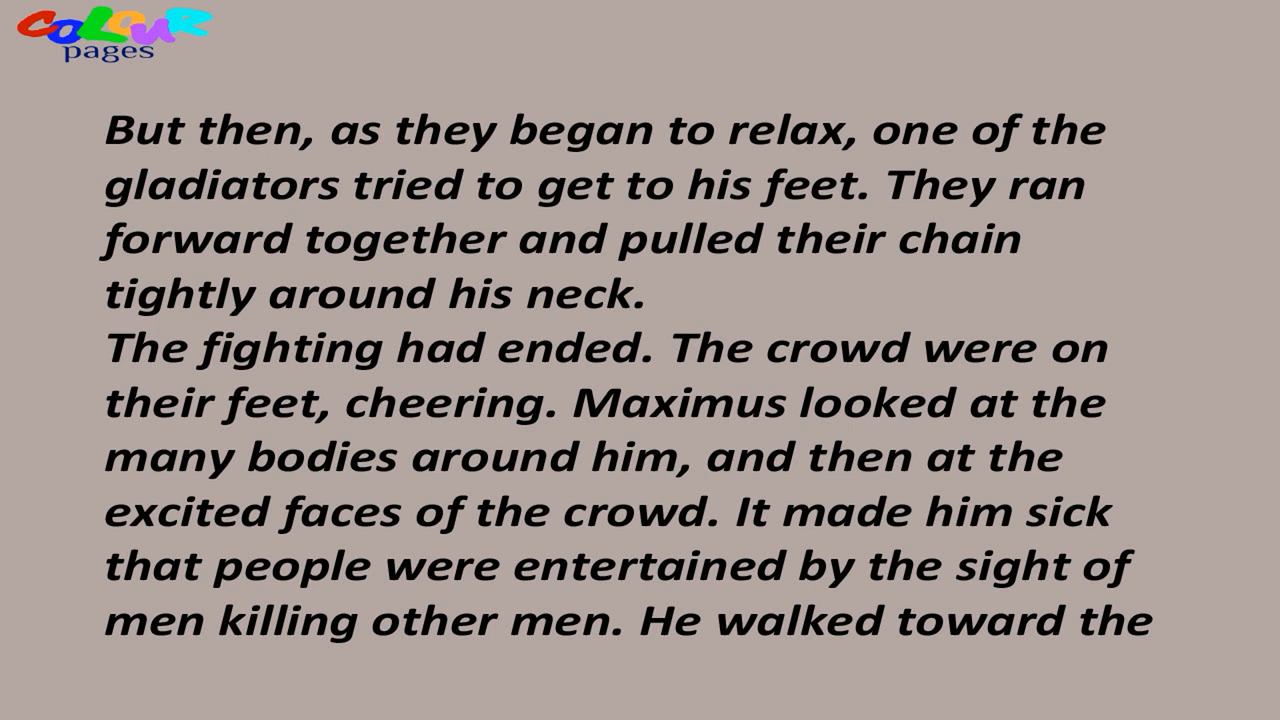 COLOUR
pages
But then, as they began to relax, one of the
gladiators tried to get to his feet. They ran
forward together and pulled their chain
tightly around his neck.
The fighting had ended. The crowd were on
their feet, cheering. Maximus looked at the
many bodies around him, and then at the
excited faces of the crowd. It made him sick
that people were entertained by the sight of
men killing other men. He walked toward the